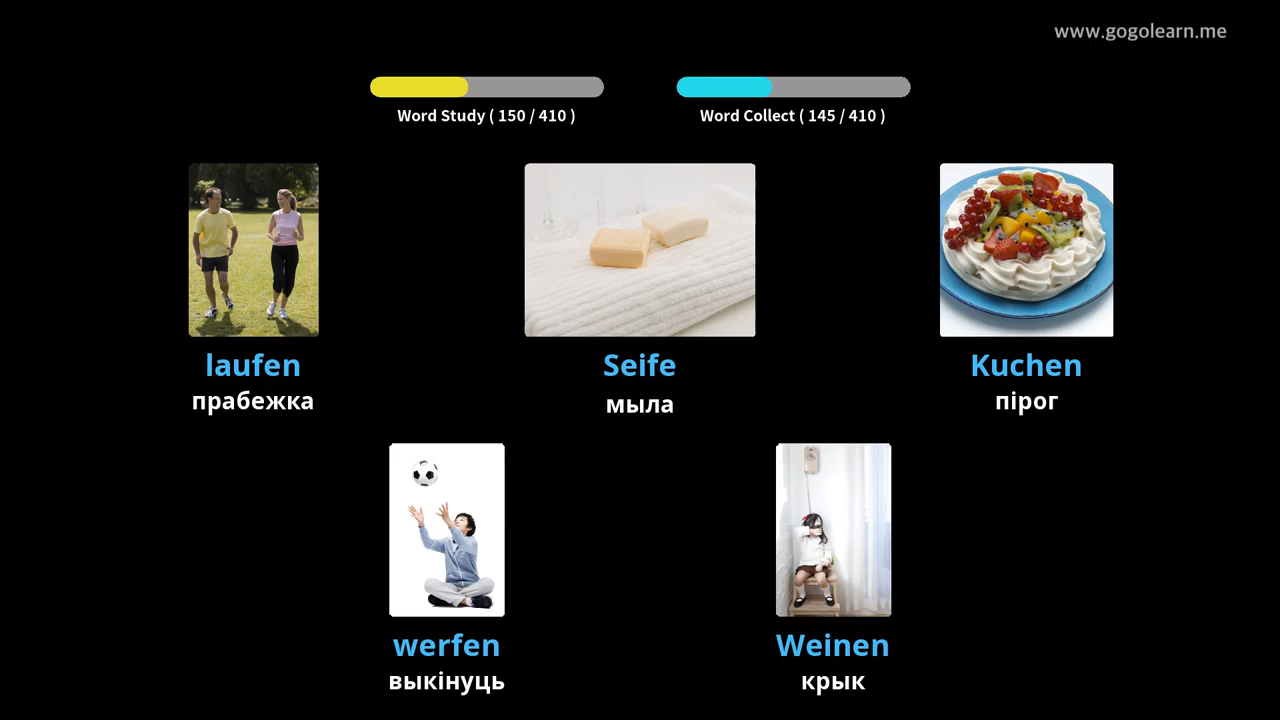 www.gogolearn.me
Word Study ( 150 / 410 )
Word Collect ( 145 / 410 )
laufen
прабежка
Seife
мыла
Kuchen
пірог
werfen
выкінуць
Weinen
крык